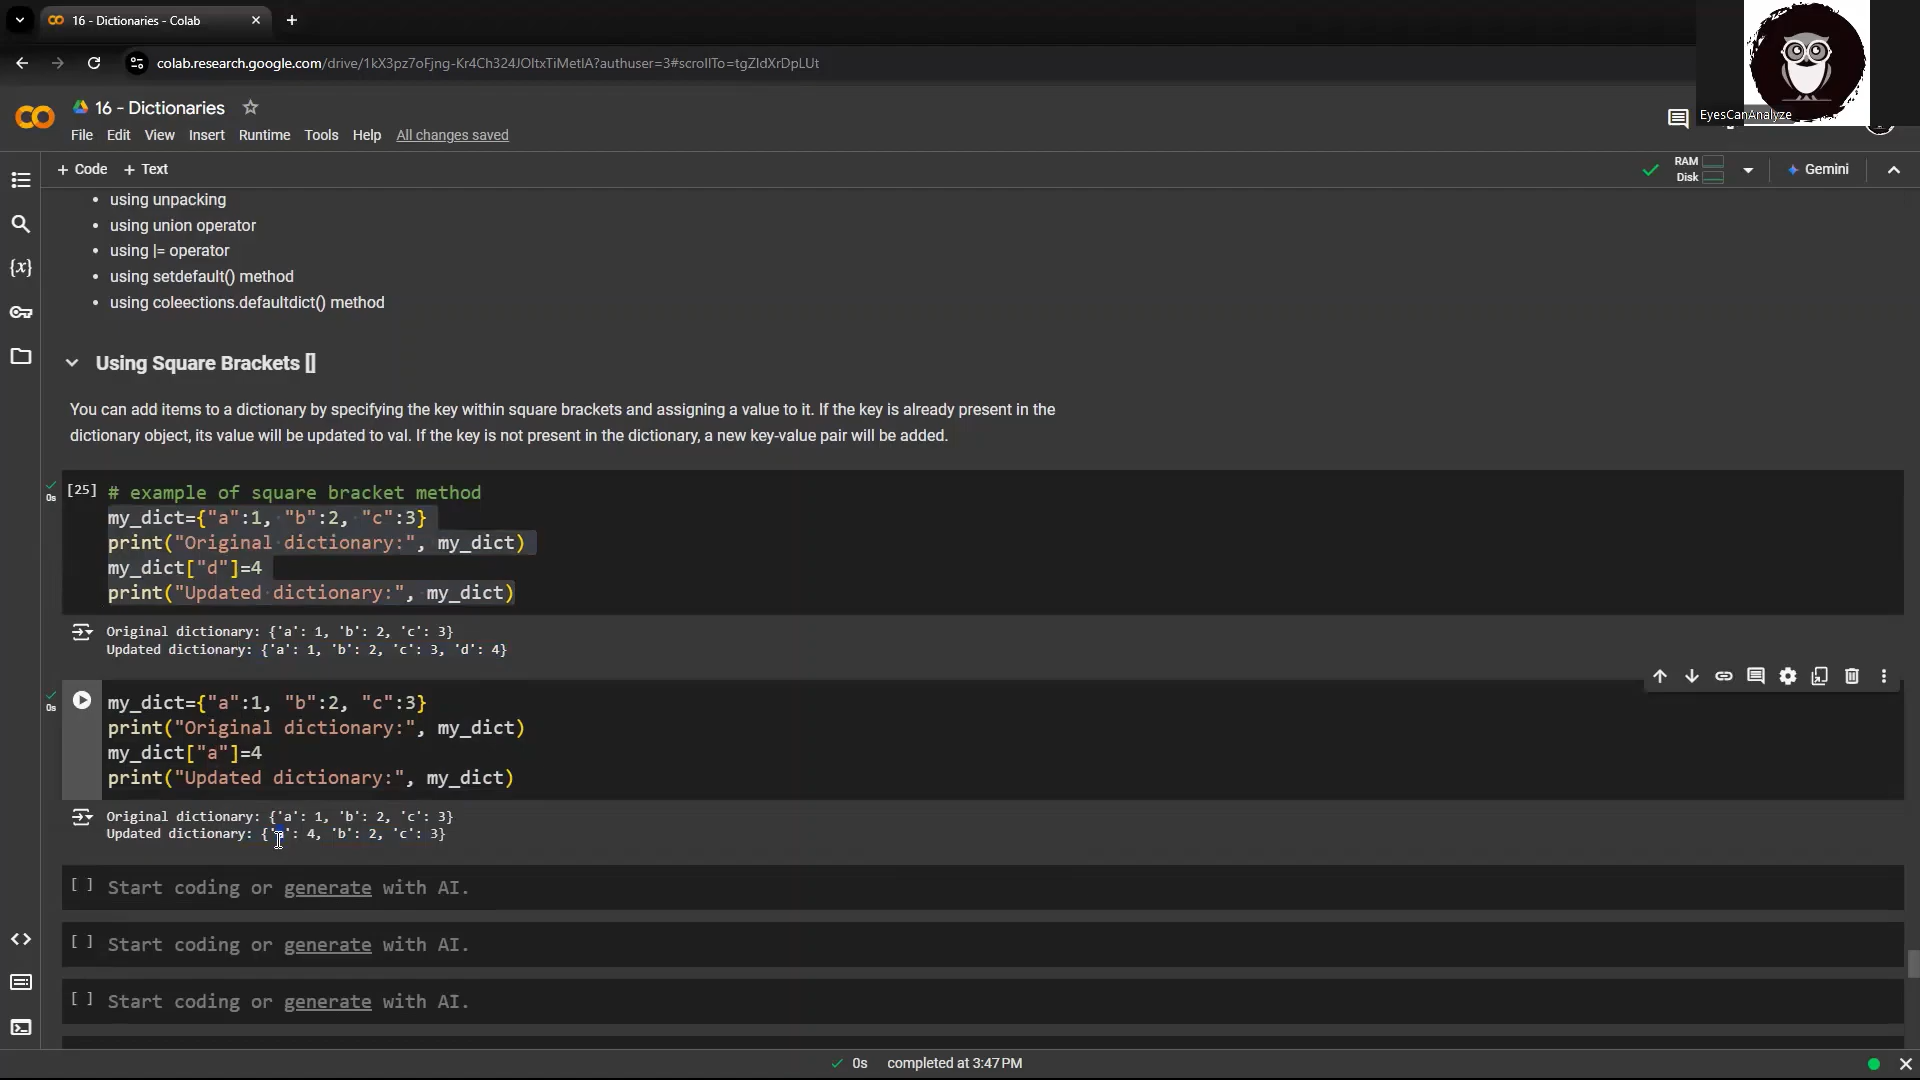 16 - Dictionaries - Colab
colab.research.google.com/drive/1kX3pz7oFjng-Kr4Ch324JOltxTiMetlA?authuser=3#scrollTo=tgZldXrDpLUt
EyesCanAnalyze
16 - Dictionaries
File Edit View Insert Runtime Tools Help All changes saved
+ Code + Text
RAM
Disk
Gemini
• using unpacking
• using union operator
• using |= operator
• using setdefault() method
• using coleections.defaultdict() method
Using Square Brackets []
You can add items to a dictionary by specifying the key within square brackets and assigning a value to it. If the key is already present in the
dictionary object, its value will be updated to val. If the key is not present in the dictionary, a new key-value pair will be added.
0s
[25] # example of square bracket method
my_dict={"a":1, "b":2, "c":3}
print("Original dictionary:", my_dict)
my_dict["d"]=4
print("Updated dictionary:", my_dict)
Original dictionary: {'a': 1, 'b': 2, 'c': 3}
Updated dictionary: {'a': 1, 'b': 2, 'c': 3, 'd': 4}
0s
my_dict={"a":1, "b":2, "c":3}
print("Original dictionary:", my_dict)
my_dict["a"]=4
print("Updated dictionary:", my_dict)
Original dictionary: {'a': 1, 'b': 2, 'c': 3}
Updated dictionary: {'a': 4, 'b': 2, 'c': 3}
[ ] Start coding or generate with AI.
[ ] Start coding or generate with AI.
[ ] Start coding or generate with AI.
0s completed at 3:47 PM